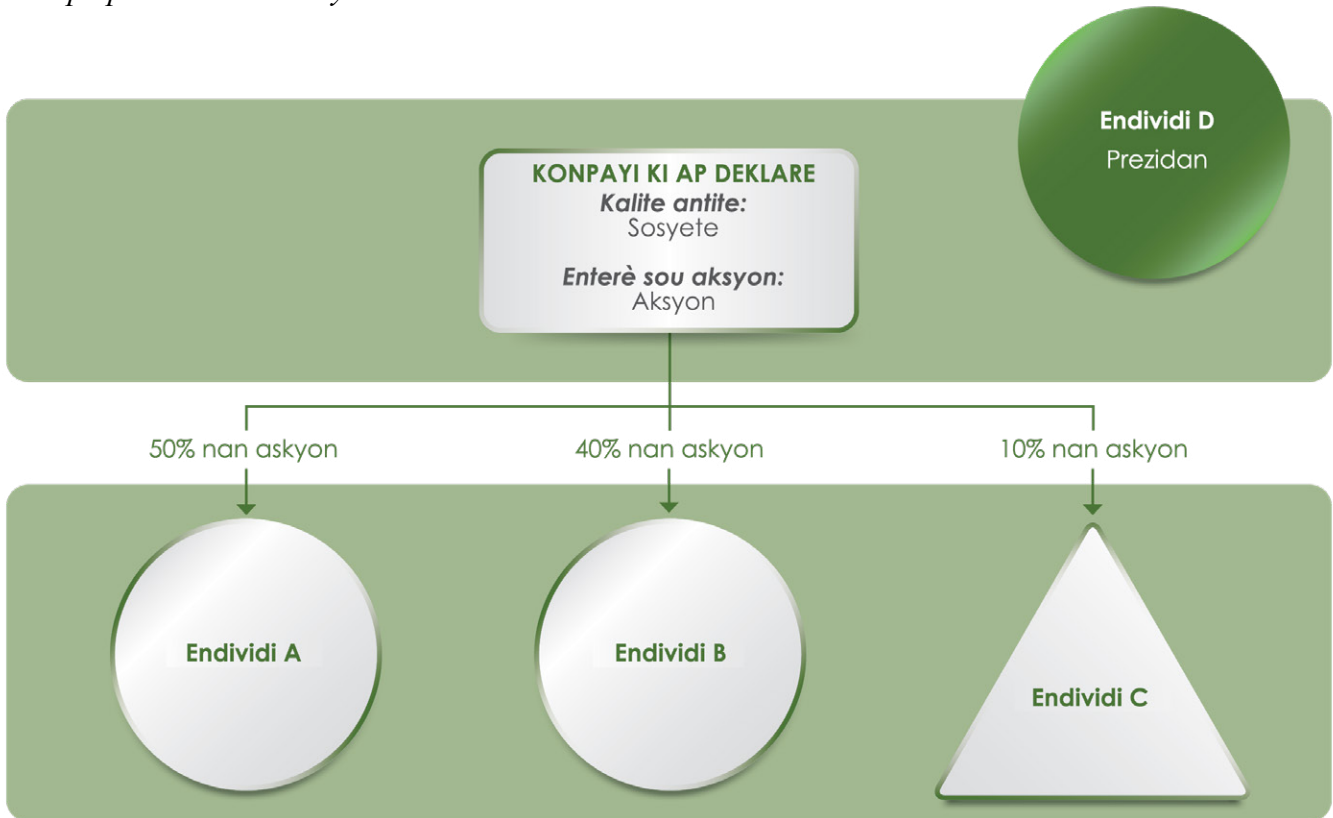 Endividi D
Prezidan
KONPAYI KI AP DEKLARE
Kalite antite:
Sosyete
Enterè sou aksyon:
Aksyon
50% nan askyon
40% nan askyon
10% nan askyon
Endividi A
Endividi B
Endividi C